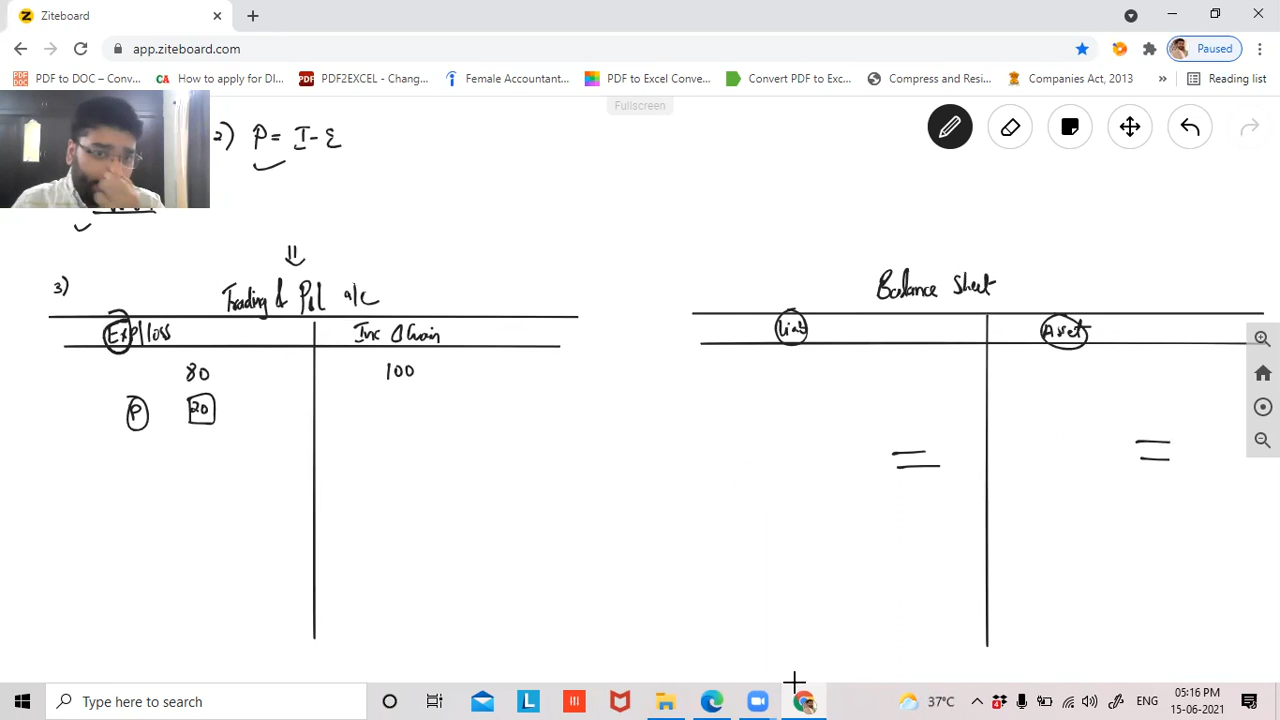 Ziteboard
app.ziteboard.com
Paused
PDF to DOC – Conv...
How to apply for DI...
PDF2EXCEL - Chang...
Female Accountant...
PDF to Excel Conve...
Convert PDF to Exc...
Compress and Resi...
Companies Act, 2013
»
Reading list
Fullscreen
2) P = I - E
3)
Trading & P&L a/c
Exp/loss
Inc & Gain
80
100
P 20
Balance Sheet
Liab
Asset
=
=
Type here to search
37°C
ENG
05:16 PM
15-06-2021